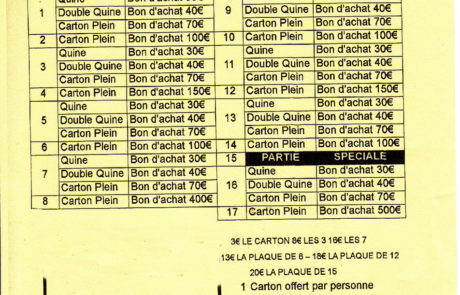 Quine Bon d'achat 30€
1 Double Quine Bon d'achat 40€
Carton Plein Bon d'achat 70€
2 Carton Plein Bon d'achat 100€
Quine Bon d'achat 30€
3 Double Quine Bon d'achat 40€
Carton Plein Bon d'achat 70€
4 Carton Plein Bon d'achat 150€
Quine Bon d'achat 30€
5 Double Quine Bon d'achat 40€
Carton Plein Bon d'achat 70€
6 Carton Plein Bon d'achat 100€
Quine Bon d'achat 30€
7 Double Quine Bon d'achat 40€
Carton Plein Bon d'achat 70€
8 Carton Plein Bon d'achat 400€
9 Double Quine Bon d'achat 40€
Carton Plein Bon d'achat 70€
10 Carton Plein Bon d'achat 100€
Quine Bon d'achat 30€
11 Double Quine Bon d'achat 40€
Carton Plein Bon d'achat 70€
12 Carton Plein Bon d'achat 150€
Quine Bon d'achat 30€
13 Double Quine Bon d'achat 40€
Carton Plein Bon d'achat 70€
14 Carton Plein Bon d'achat 100€
15 PARTIE SPECIALE
Quine Bon d'achat 30€
16 Double Quine Bon d'achat 40€
Carton Plein Bon d'achat 70€
17 Carton Plein Bon d'achat 500€
3€ LE CARTON 8€ LES 3 16€ LES 7
13€ LA PLAQUE DE 6 – 18€ LA PLAQUE DE 12
20€ LA PLAQUE DE 15
1 Carton offert par personne